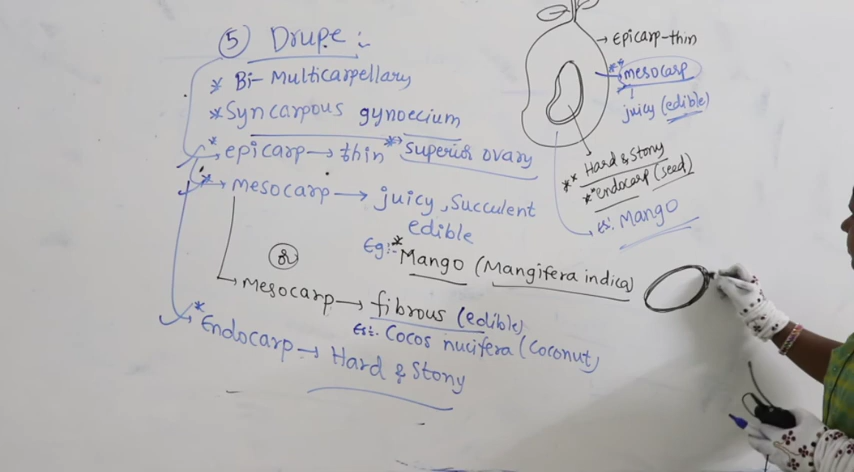 ⑤ Drupe :-
* Bi- Multicarpellary
* Syncarpous gynoecium
* epicarp → thin ** superior ovary
* mesocarp → juicy, Succulent
edible
Eg:- * Mango (Mangifera indica)
(or)
Mesocarp → fibrous (edible)
Ex:- Cocos nucifera (Coconut)
* Endocarp → Hard & Stony
→ Epicarp-thin
** mesocarp
juicy (edible)
** Hard & Stony
** endocarp (seed)
ex: Mango